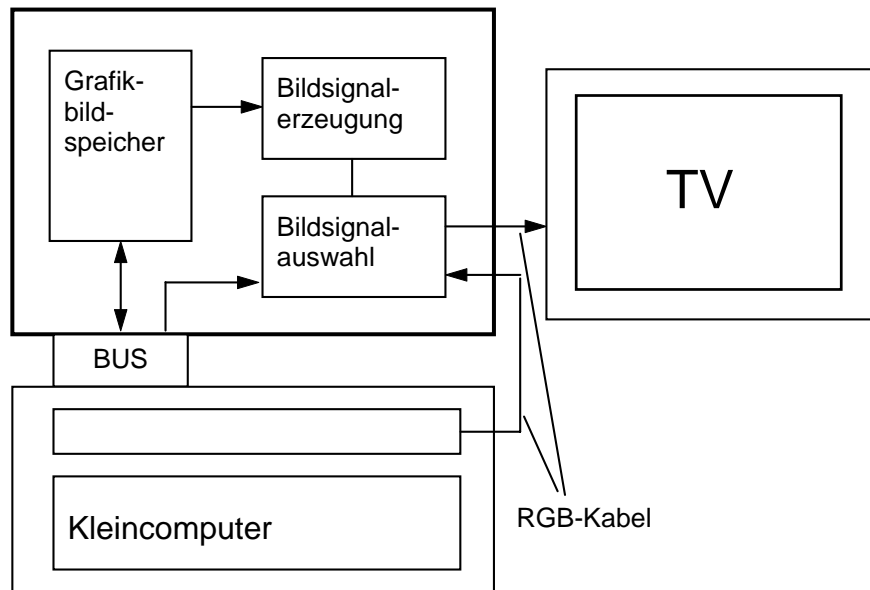 Grafik-
bild-
speicher
Bildsignal-
erzeugung
Bildsignal-
auswahl
TV
BUS
Kleincomputer
RGB-Kabel